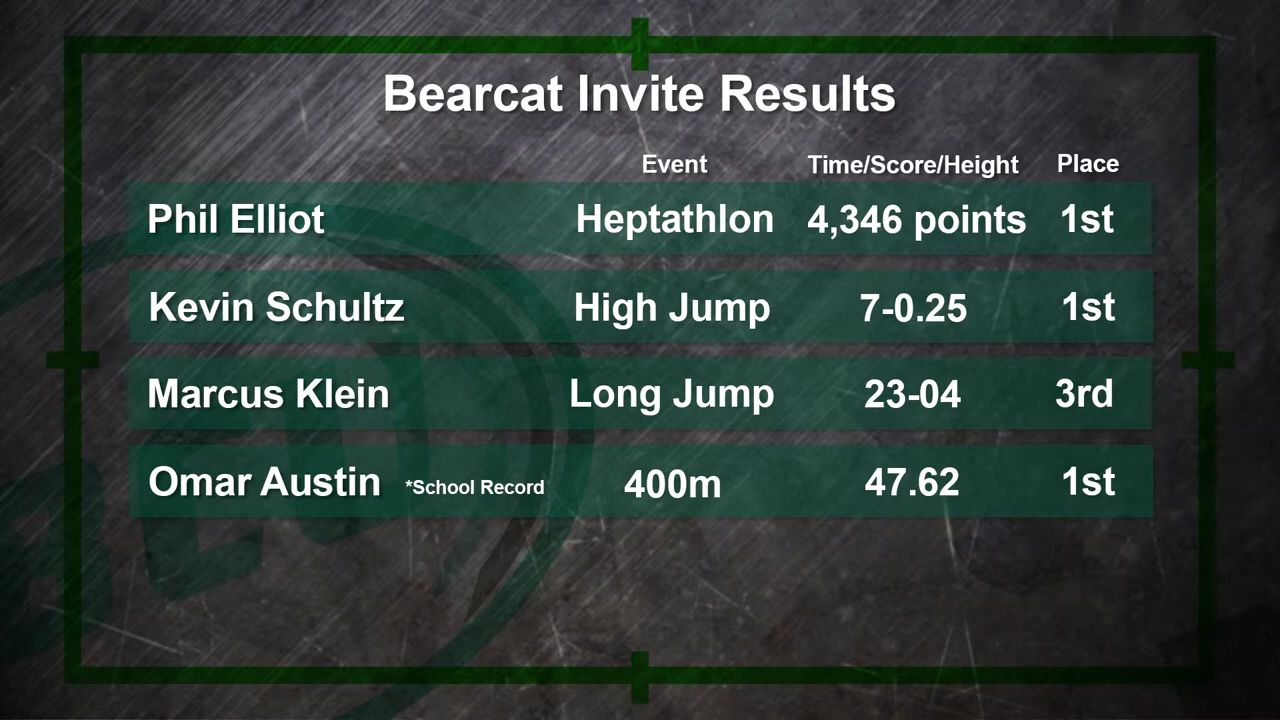 Bearcat Invite Results
Event Time/Score/Height Place
Phil Elliot Heptathlon 4,346 points 1st
Kevin Schultz High Jump 7-0.25 1st
Marcus Klein Long Jump 23-04 3rd
Omar Austin *School Record 400m 47.62 1st